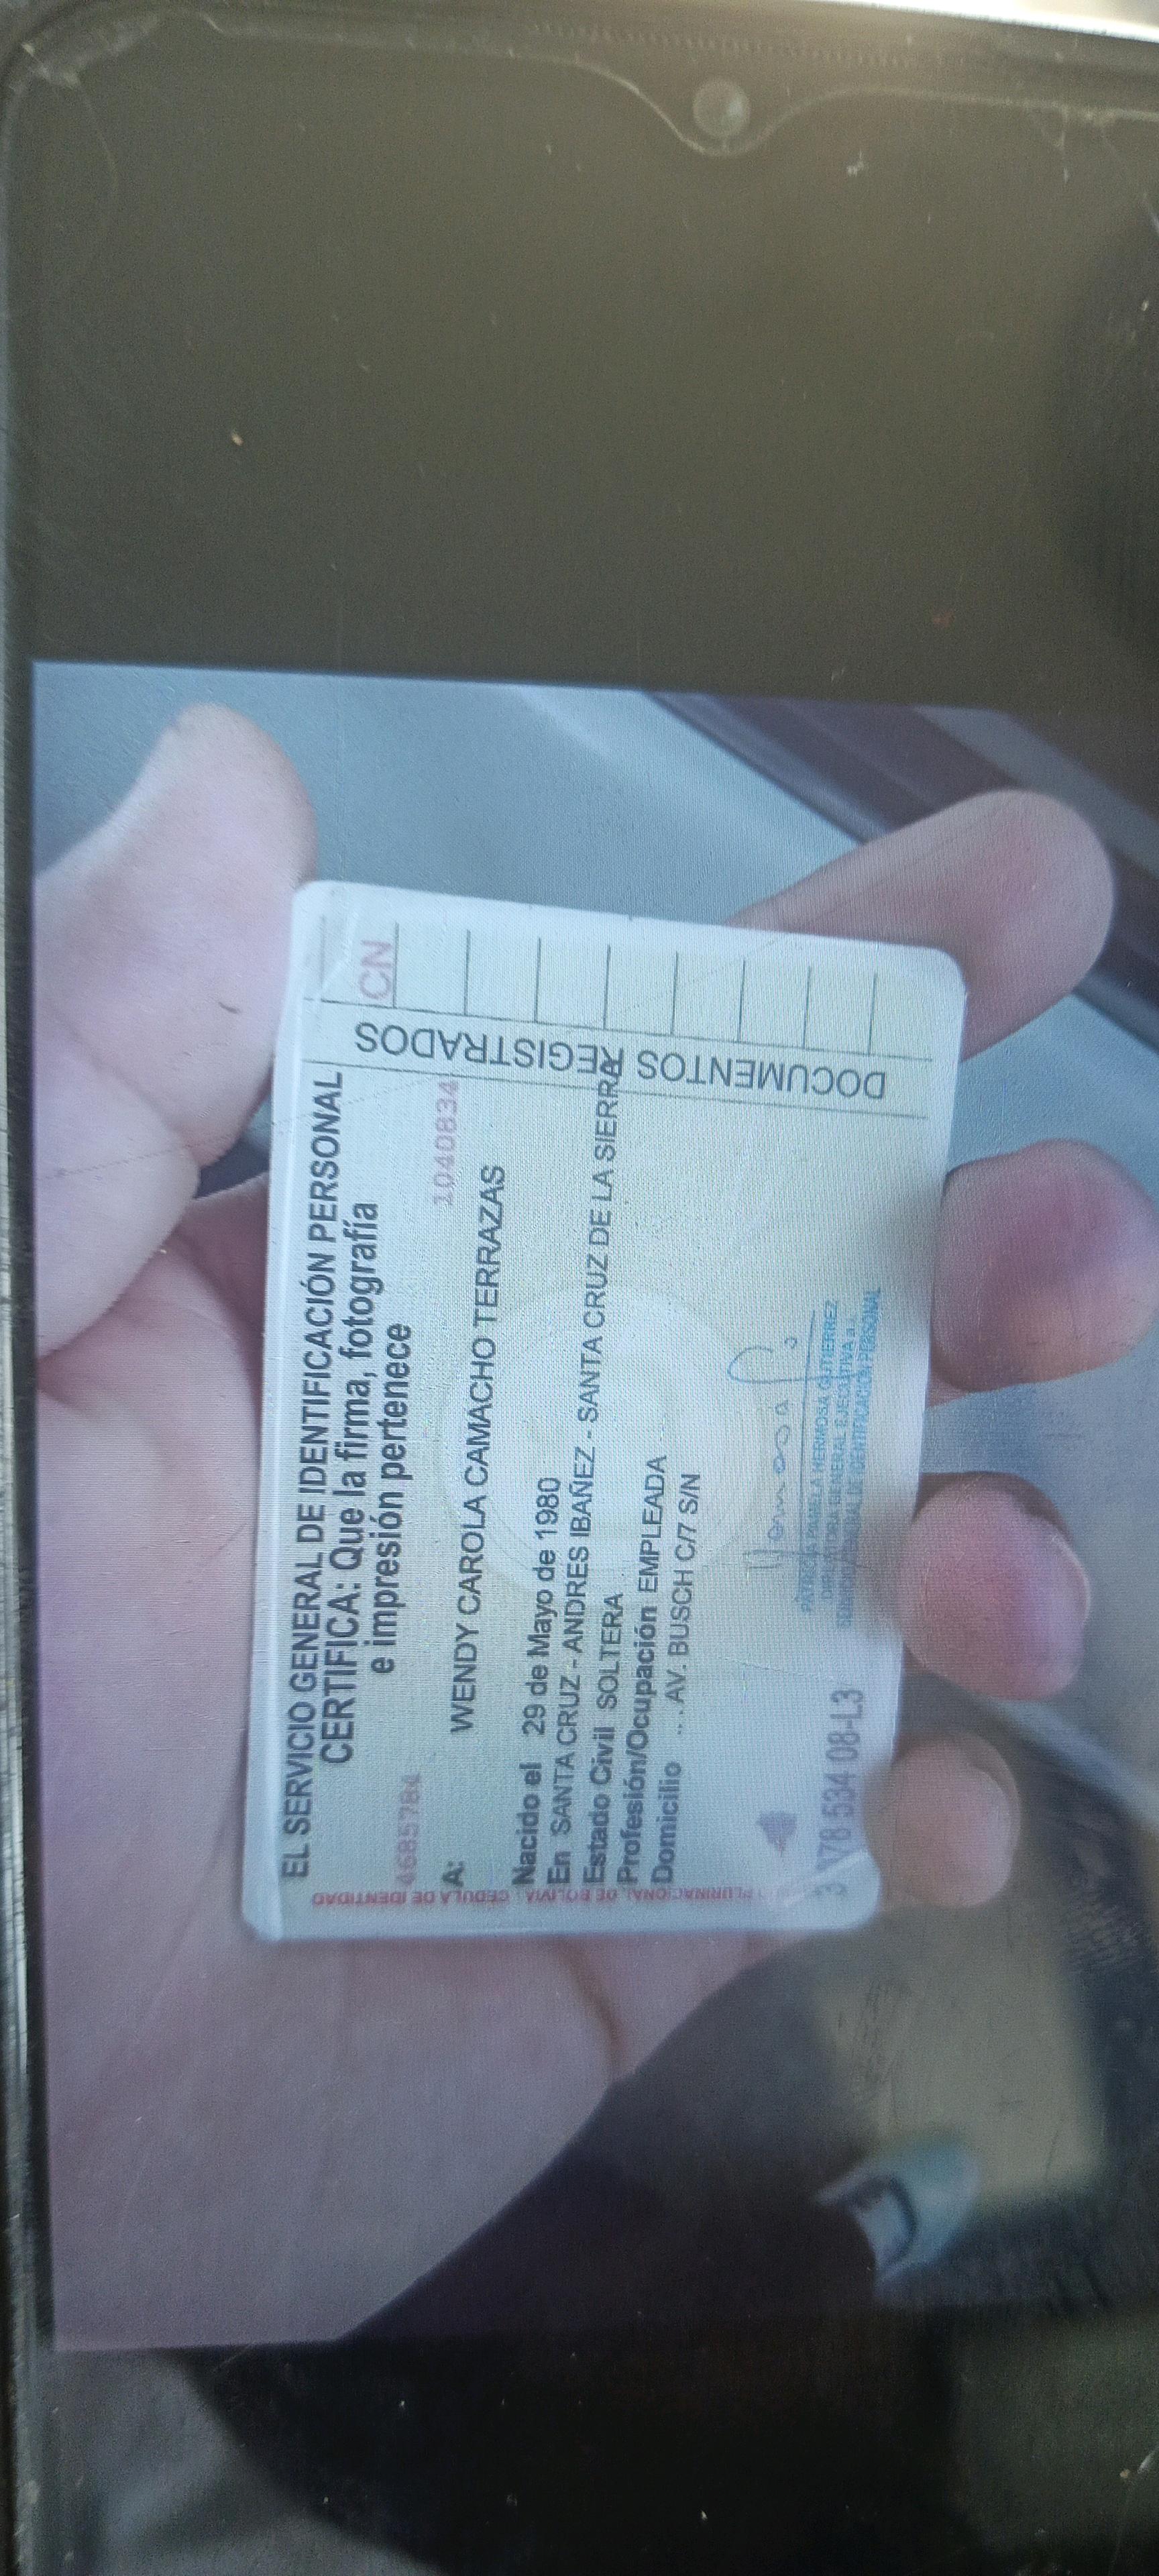 EL SERVICIO GENERAL DE IDENTIFICACIÓN PERSONAL
CERTIFICA: Que la firma, fotografía
e impresión pertenece
4685784
1040834
A: WENDY CAROLA CAMACHO TERRAZAS
Nacido el 29 de Mayo de 1980
En SANTA CRUZ - ANDRES IBAÑEZ - SANTA CRUZ DE LA SIERRA
Estado Civil SOLTERA
Profesión/Ocupación EMPLEADA
Domicilio ... AV. BUSCH C/7 S/N
PATRICIA PAMELA HERMOSA GUTIERREZ
DIRECTORA GENERAL EJECUTIVA a.i.
SERVICIO GENERAL DE IDENTIFICACIÓN PERSONAL
3 178 534 08-L3
DOCUMENTOS REGISTRADOS
CN
PLURINACIONAL DE BOLIVIA CÉDULA DE IDENTIDAD